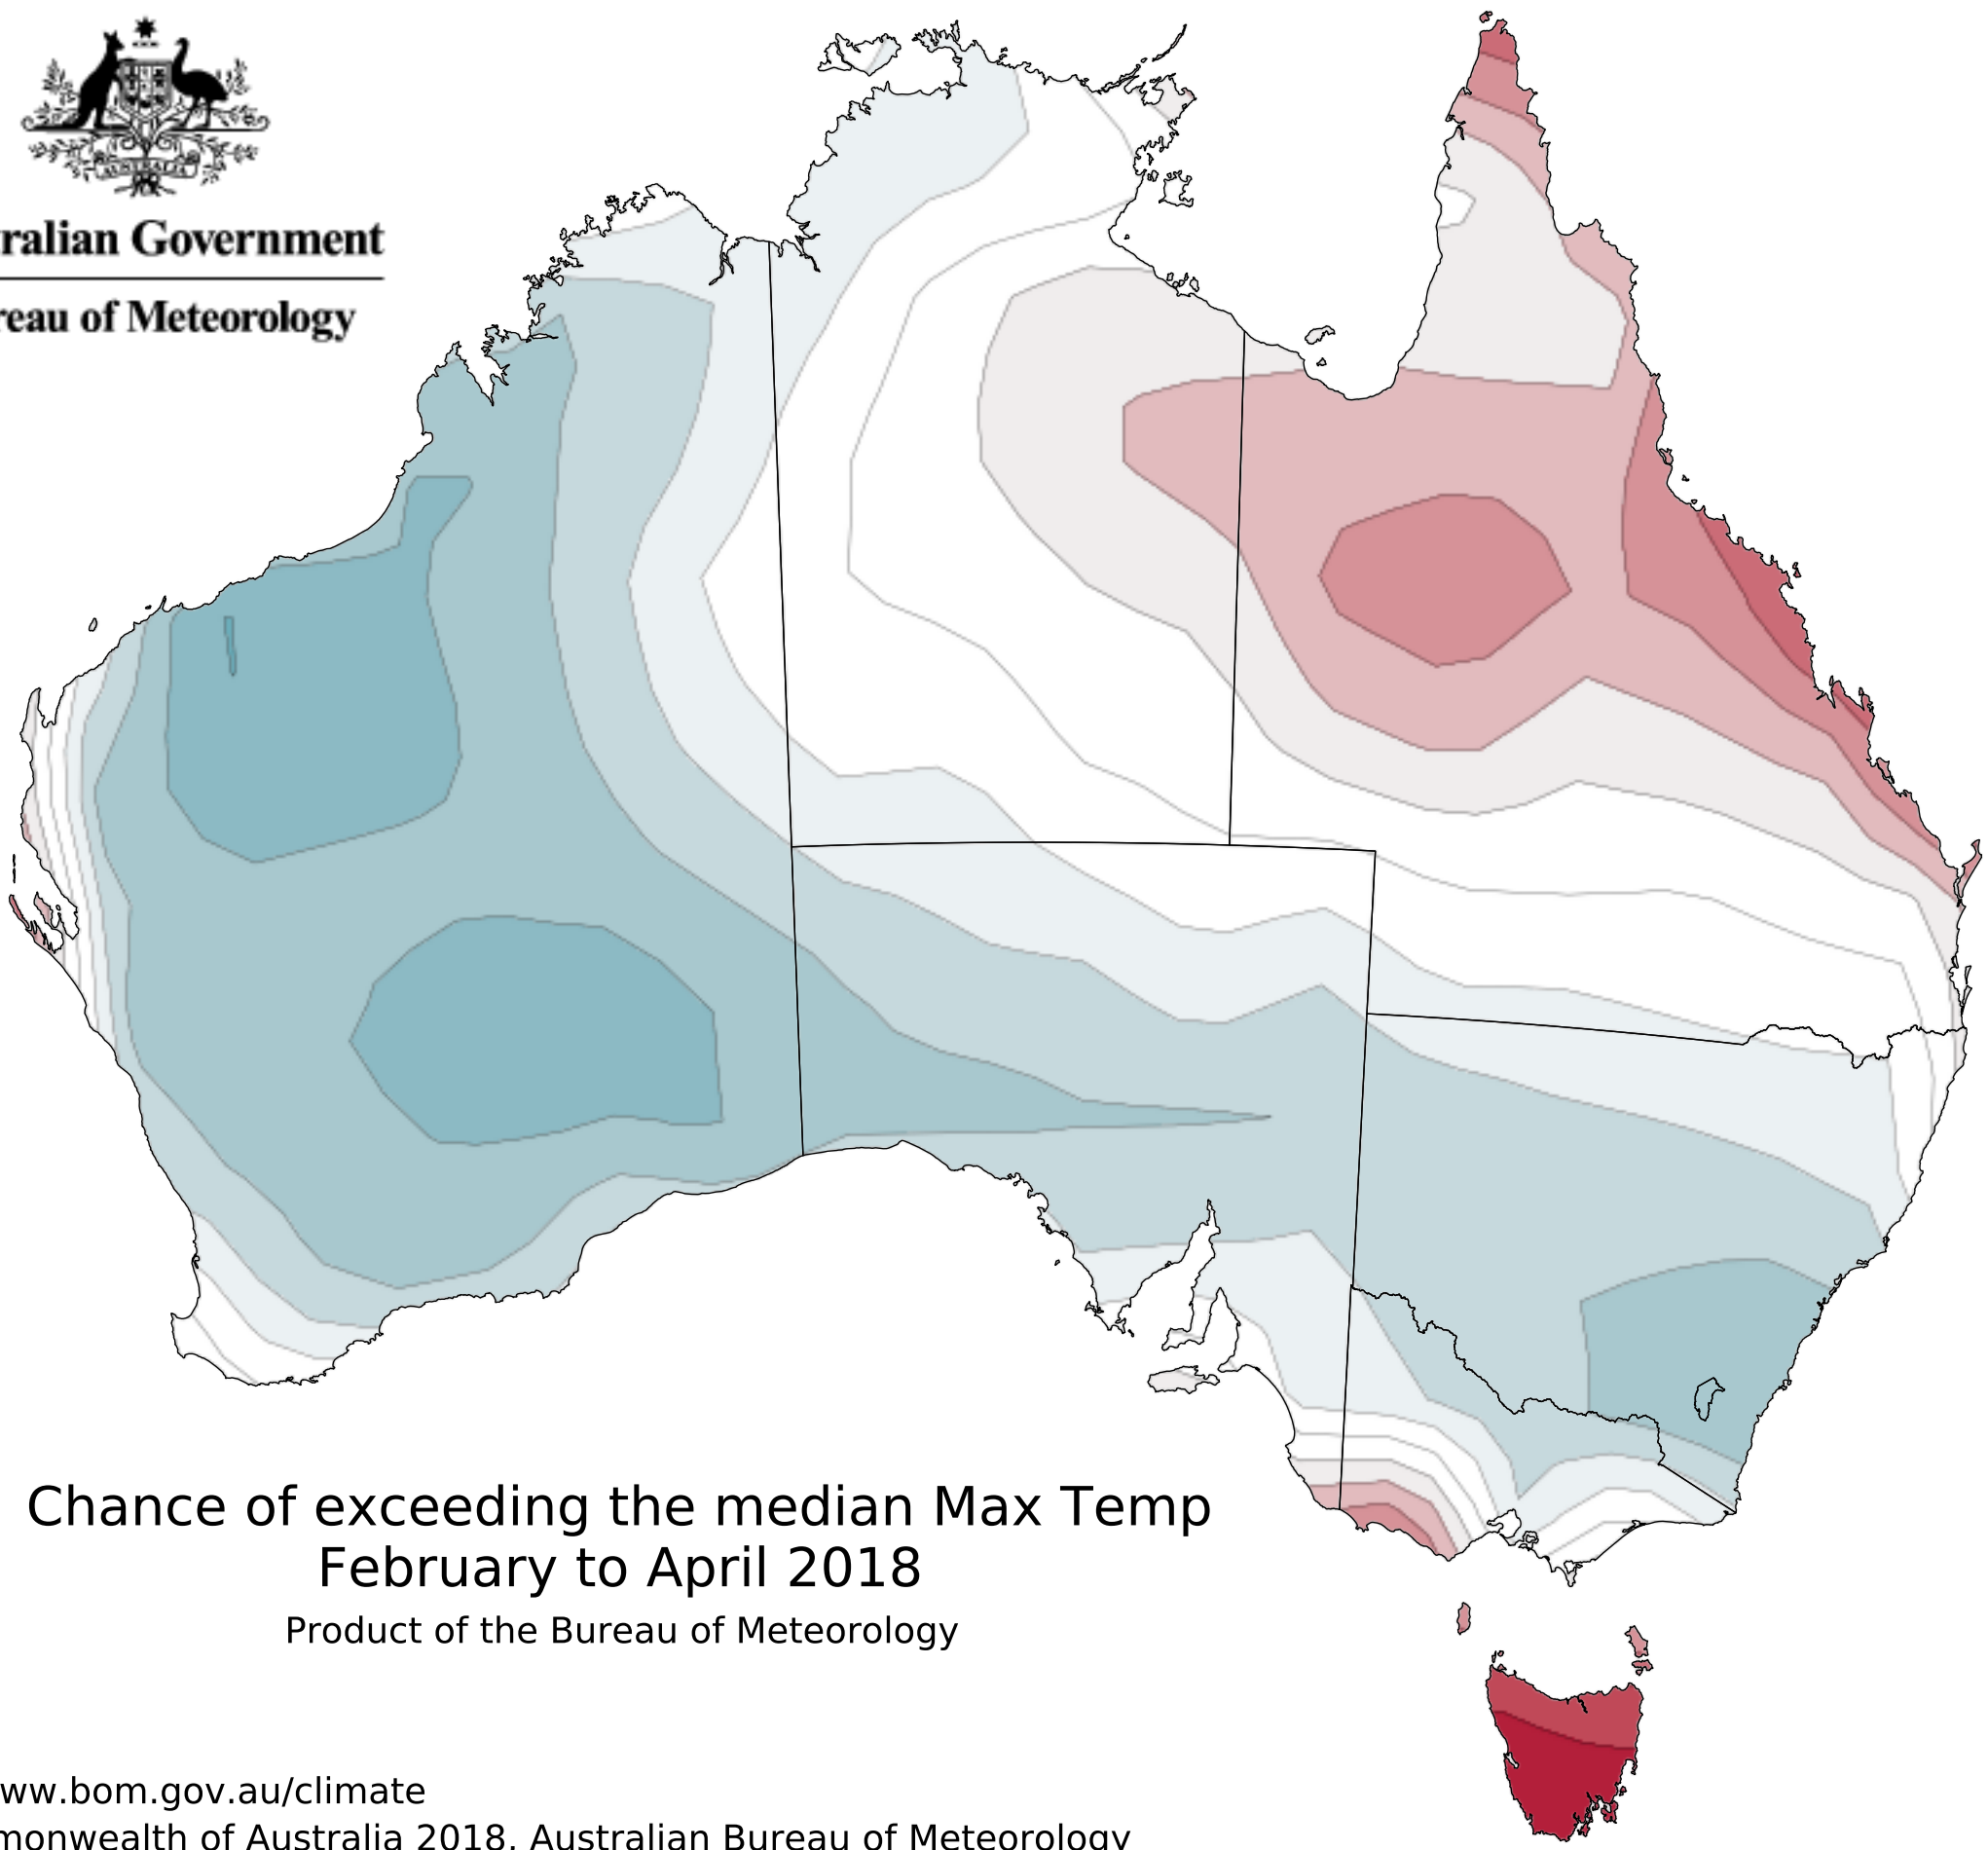 AUSTRALIA
ralian Government
reau of Meteorology
Chance of exceeding the median Max Temp
February to April 2018
Product of the Bureau of Meteorology
ww.bom.gov.au/climate
monwealth of Australia 2018, Australian Bureau of Meteorology